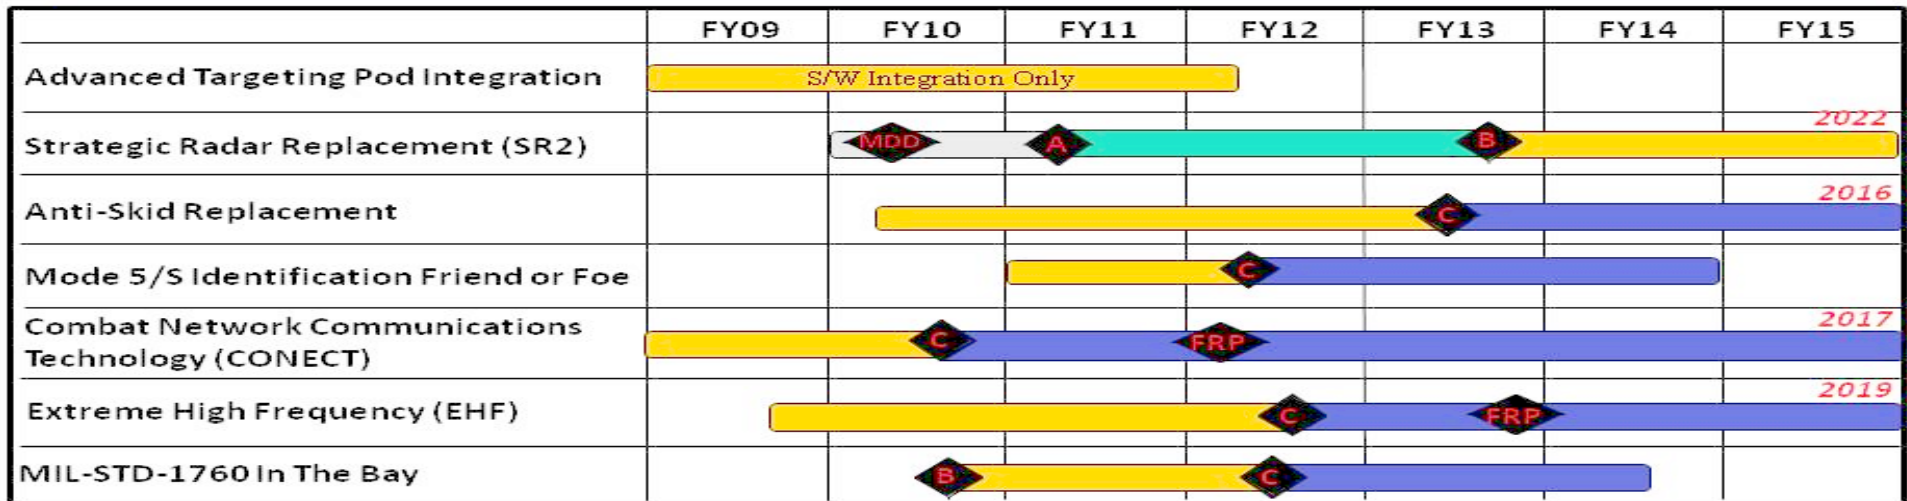 FY09 FY10 FY11 FY12 FY13 FY14 FY15
Advanced Targeting Pod Integration S/W Integration Only
2022
Strategic Radar Replacement (SR2) MDD A B
2016
Anti-Skid Replacement C
Mode 5/S Identification Friend or Foe C
2017
Combat Network Communications
Technology (CONECT) C FRP
2019
Extreme High Frequency (EHF) C FRP
MIL-STD-1760 In The Bay B C